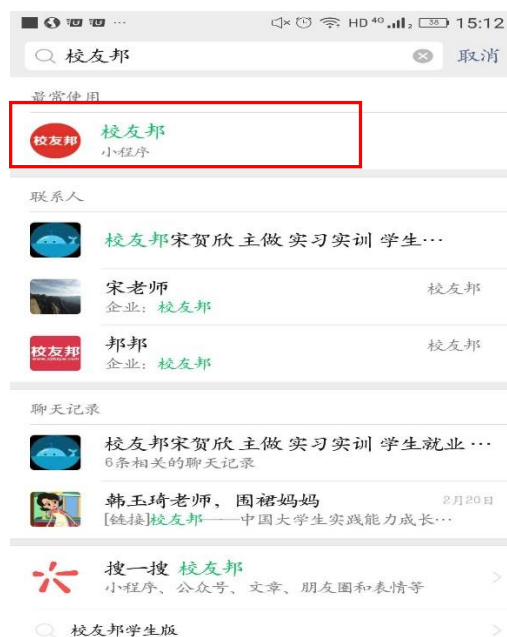 HD 4G 2 38 15:12
校友邦 取消
最常使用
校友邦 校友邦
小程序
联系人
校友邦宋贺欣 主做 实习实训 学生…
宋老师 校友邦
企业：校友邦
校友邦 邦邦 校友邦
企业：校友邦
聊天记录
校友邦宋贺欣 主做 实习实训 学生就业 …
6条相关的聊天记录
韩玉琦老师，围裙妈妈 2月20日
[链接]校友邦——中国大学生实践能力成长…
搜一搜 校友邦
小程序、公众号、文章、朋友圈和表情等
校友邦学生版